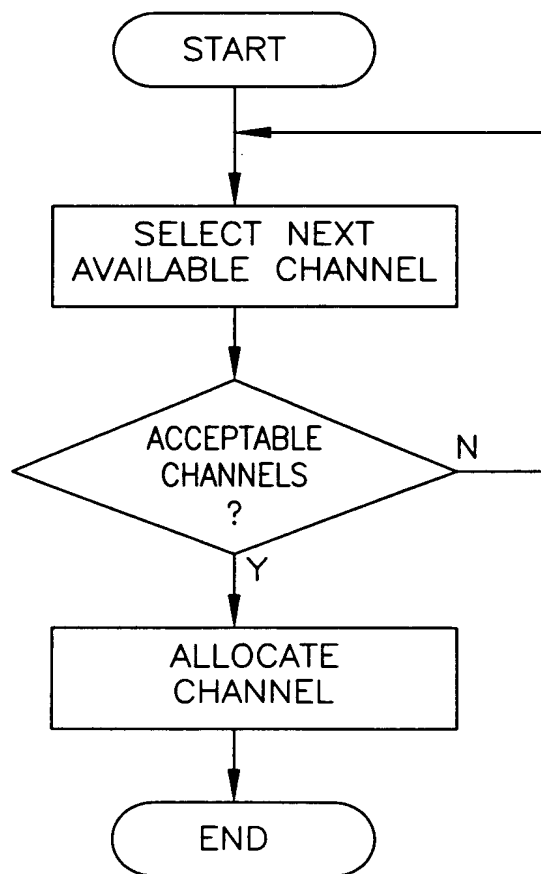 START
SELECT NEXT
AVAILABLE CHANNEL
ACCEPTABLE
CHANNELS
?
N
Y
ALLOCATE
CHANNEL
END